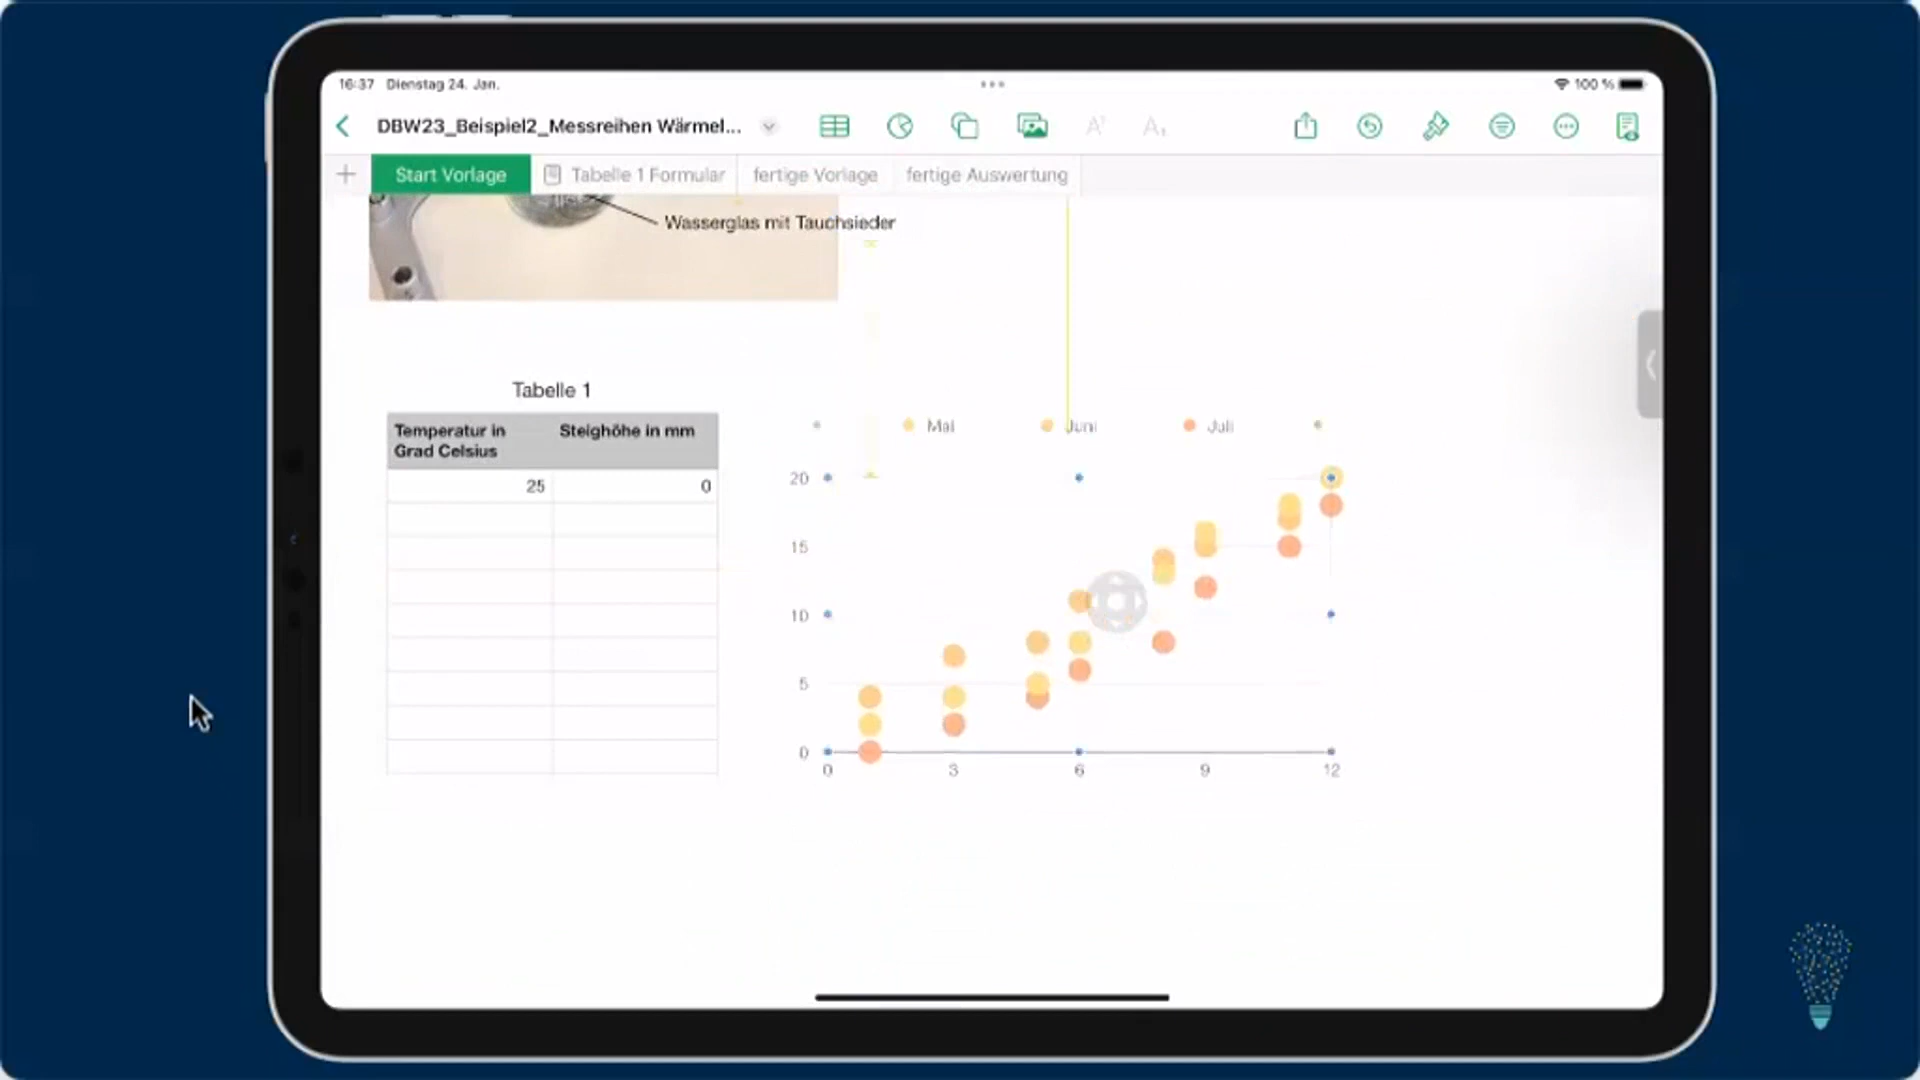 16:37 Dienstag 24. Jan.
100 %
DBW23_Beispiel2_Messreihen Wärmel...
Start Vorlage
Tabelle 1 Formular
fertige Vorlage
fertige Auswertung
Wasserglas mit Tauchsieder
Tabelle 1
Temperatur in Grad Celsius
Steighöhe in mm
25
0
Mai
Juni
Juli
20
15
10
5
0
0 3 6 9 12